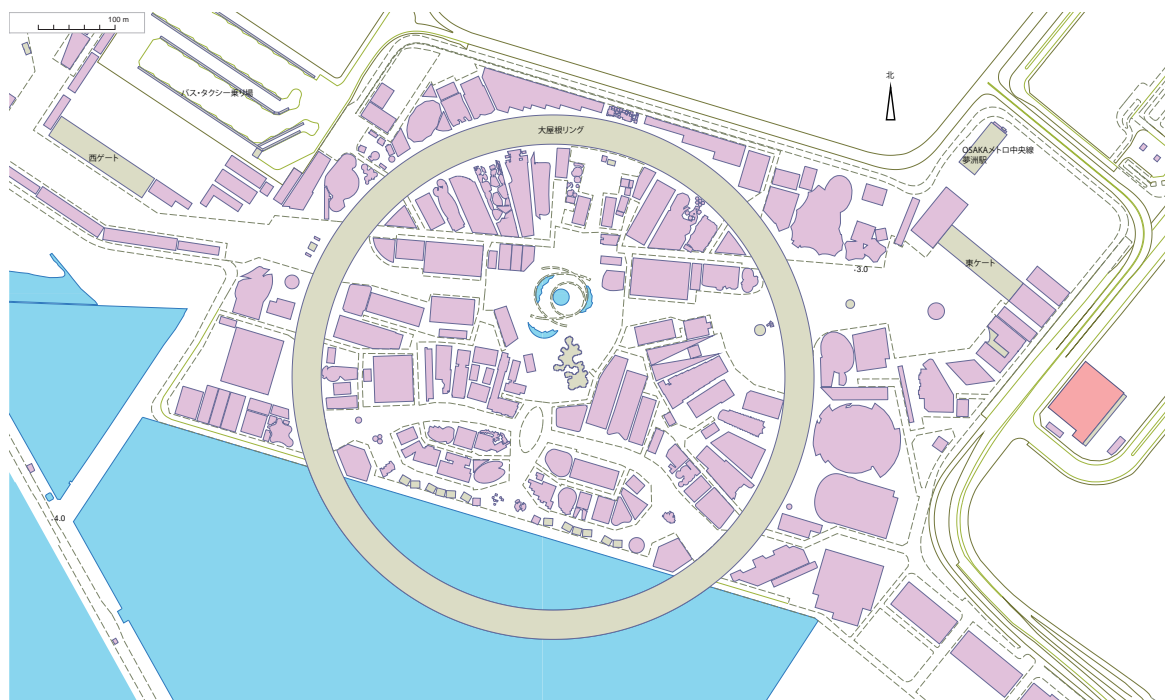 100 m
北
バス・タクシー乗り場
大屋根リング
OSAKAメトロ中央線
夢洲駅
西ゲート
東ゲート
-3.0
-4.0